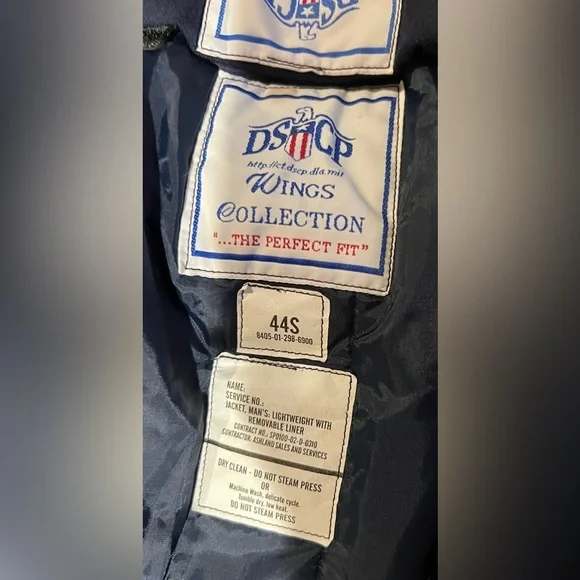 DSCP
http://ct.dscp.dla.mil
WINGS
COLLECTION
"...THE PERFECT FIT"
44S
8405-01-298-6900
NAME:
SERVICE NO.:
JACKET, MAN'S, LIGHTWEIGHT WITH
REMOVABLE LINER
CONTRACT NO.: SPO100-02-D-0310
CONTRACTOR: ASHLAND SALES AND SERVICES
DRY CLEAN - DO NOT STEAM PRESS
OR
Machine Wash, delicate cycle.
Tumble dry, low heat.
DO NOT STEAM PRESS